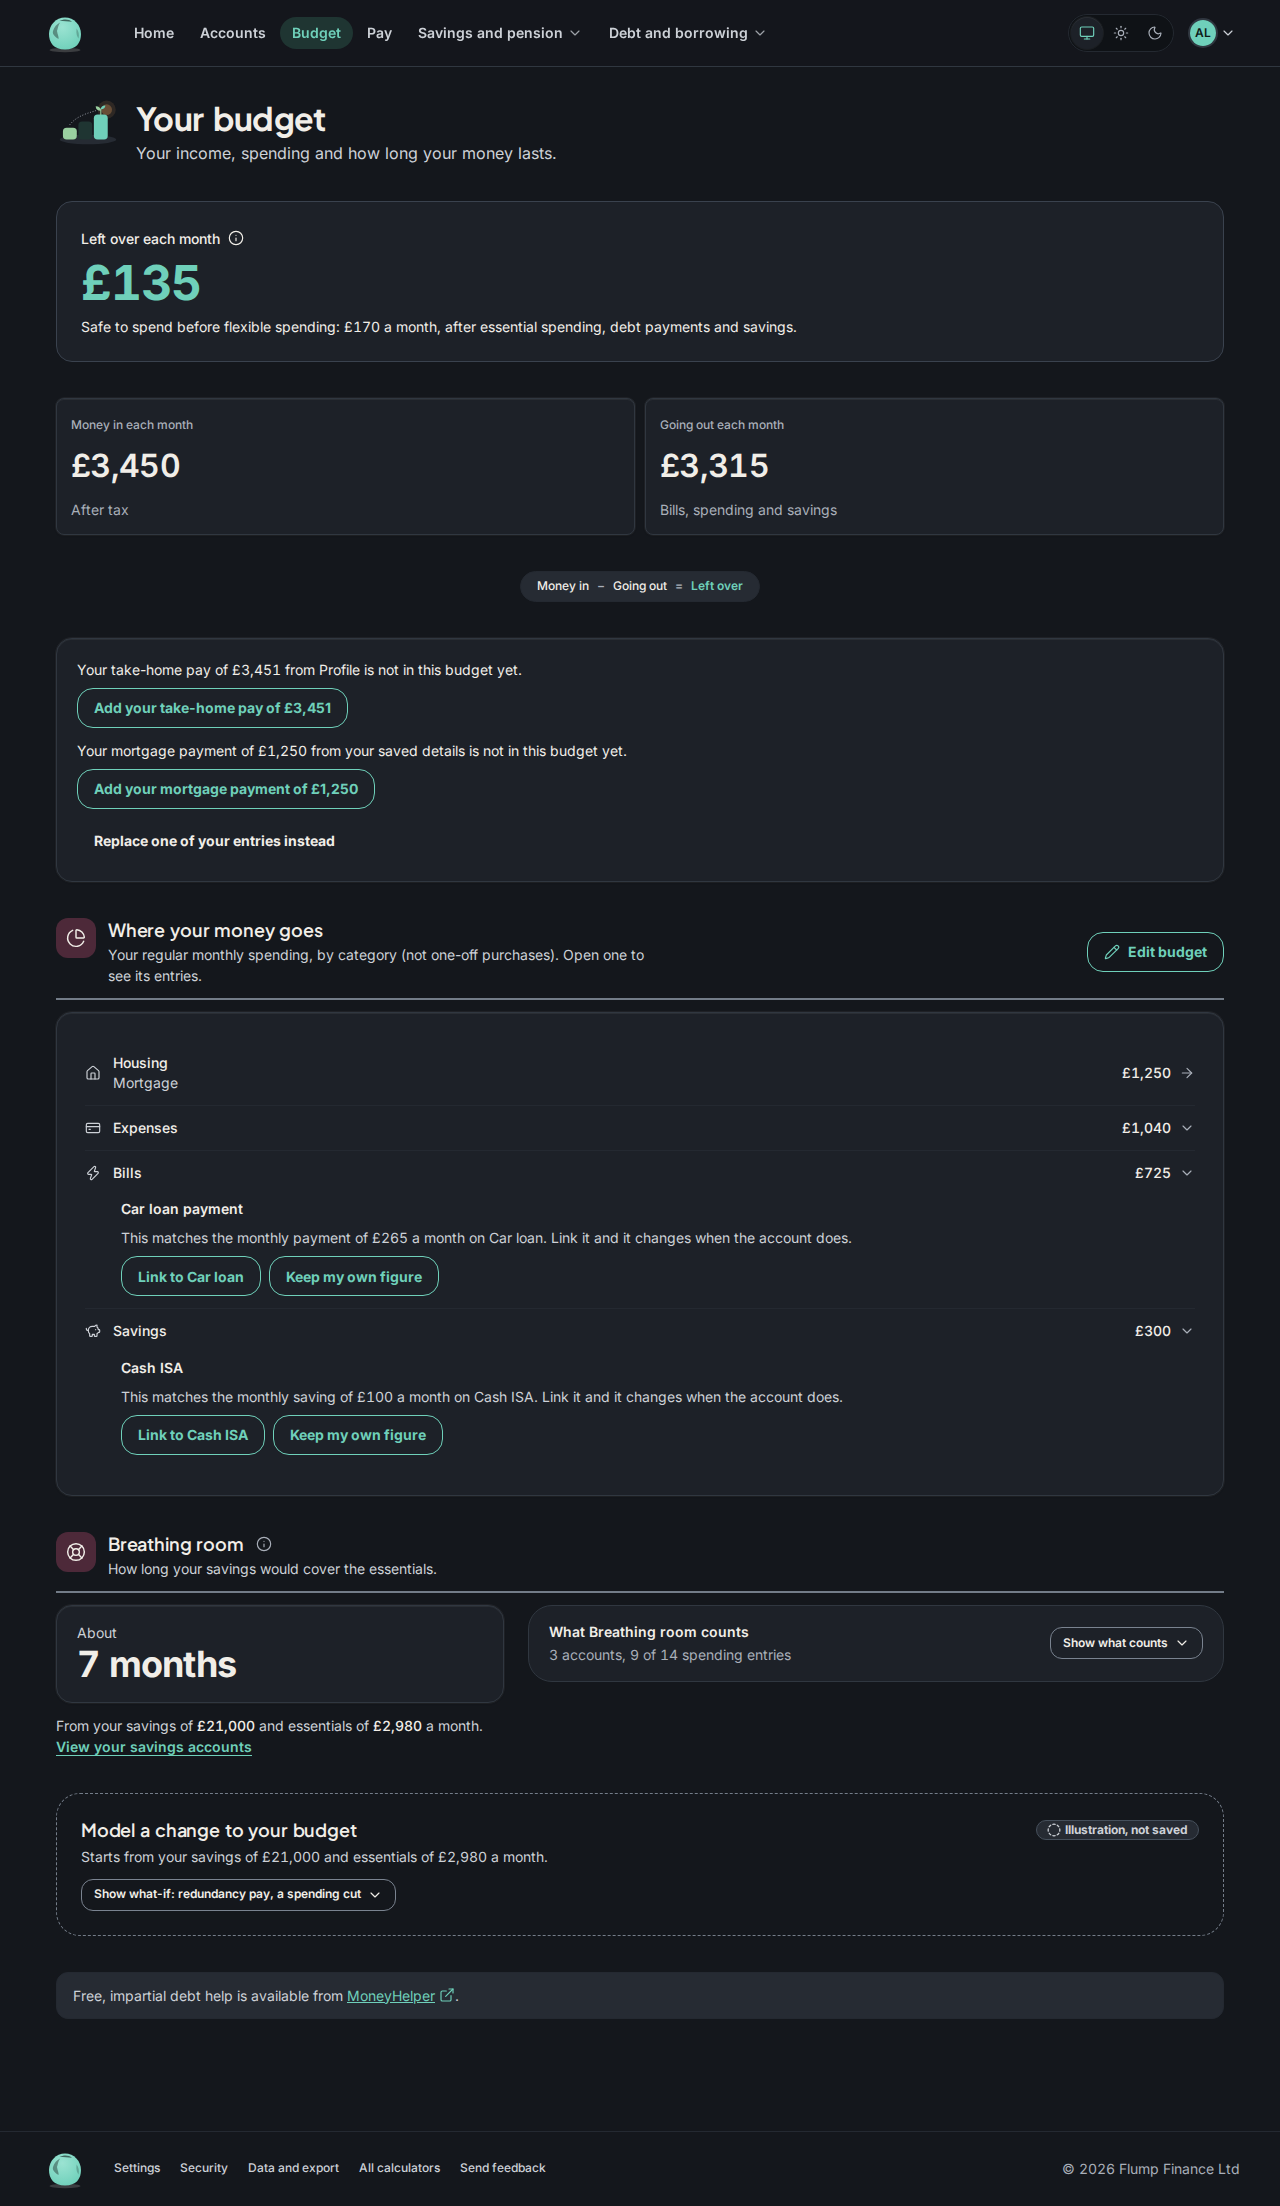 Home
Accounts
Budget
Pay
Savings and pension
Debt and borrowing
AL
Your budget
Your income, spending and how long your money lasts.
Left over each month
£135
Safe to spend before flexible spending: £170 a month, after essential spending, debt payments and savings.
Money in each month
£3,450
After tax
Going out each month
£3,315
Bills, spending and savings
Money in − Going out = Left over
Your take-home pay of £3,451 from Profile is not in this budget yet.
Add your take-home pay of £3,451
Your mortgage payment of £1,250 from your saved details is not in this budget yet.
Add your mortgage payment of £1,250
Replace one of your entries instead
Where your money goes
Your regular monthly spending, by category (not one-off purchases). Open one to
see its entries.
Edit budget
Housing
Mortgage
£1,250
Expenses
£1,040
Bills
£725
Car loan payment
This matches the monthly payment of £265 a month on Car loan. Link it and it changes when the account does.
Link to Car loan
Keep my own figure
Savings
£300
Cash ISA
This matches the monthly saving of £100 a month on Cash ISA. Link it and it changes when the account does.
Link to Cash ISA
Keep my own figure
Breathing room
How long your savings would cover the essentials.
About
7 months
What Breathing room counts
3 accounts, 9 of 14 spending entries
Show what counts
From your savings of £21,000 and essentials of £2,980 a month.
View your savings accounts
Model a change to your budget
Illustration, not saved
Starts from your savings of £21,000 and essentials of £2,980 a month.
Show what-if: redundancy pay, a spending cut
Free, impartial debt help is available from MoneyHelper.
Settings
Security
Data and export
All calculators
Send feedback
© 2026 Flump Finance Ltd